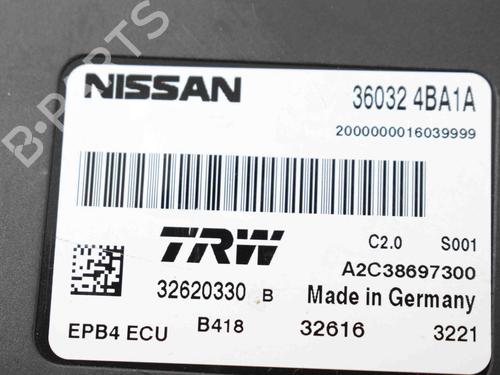 NISSAN 36032 4BA1A
2000000016039999
TRW C2.0 S001
A2C38697300
32620330 B Made in Germany
EPB4 ECU B418 32616 3221
B-PARTS